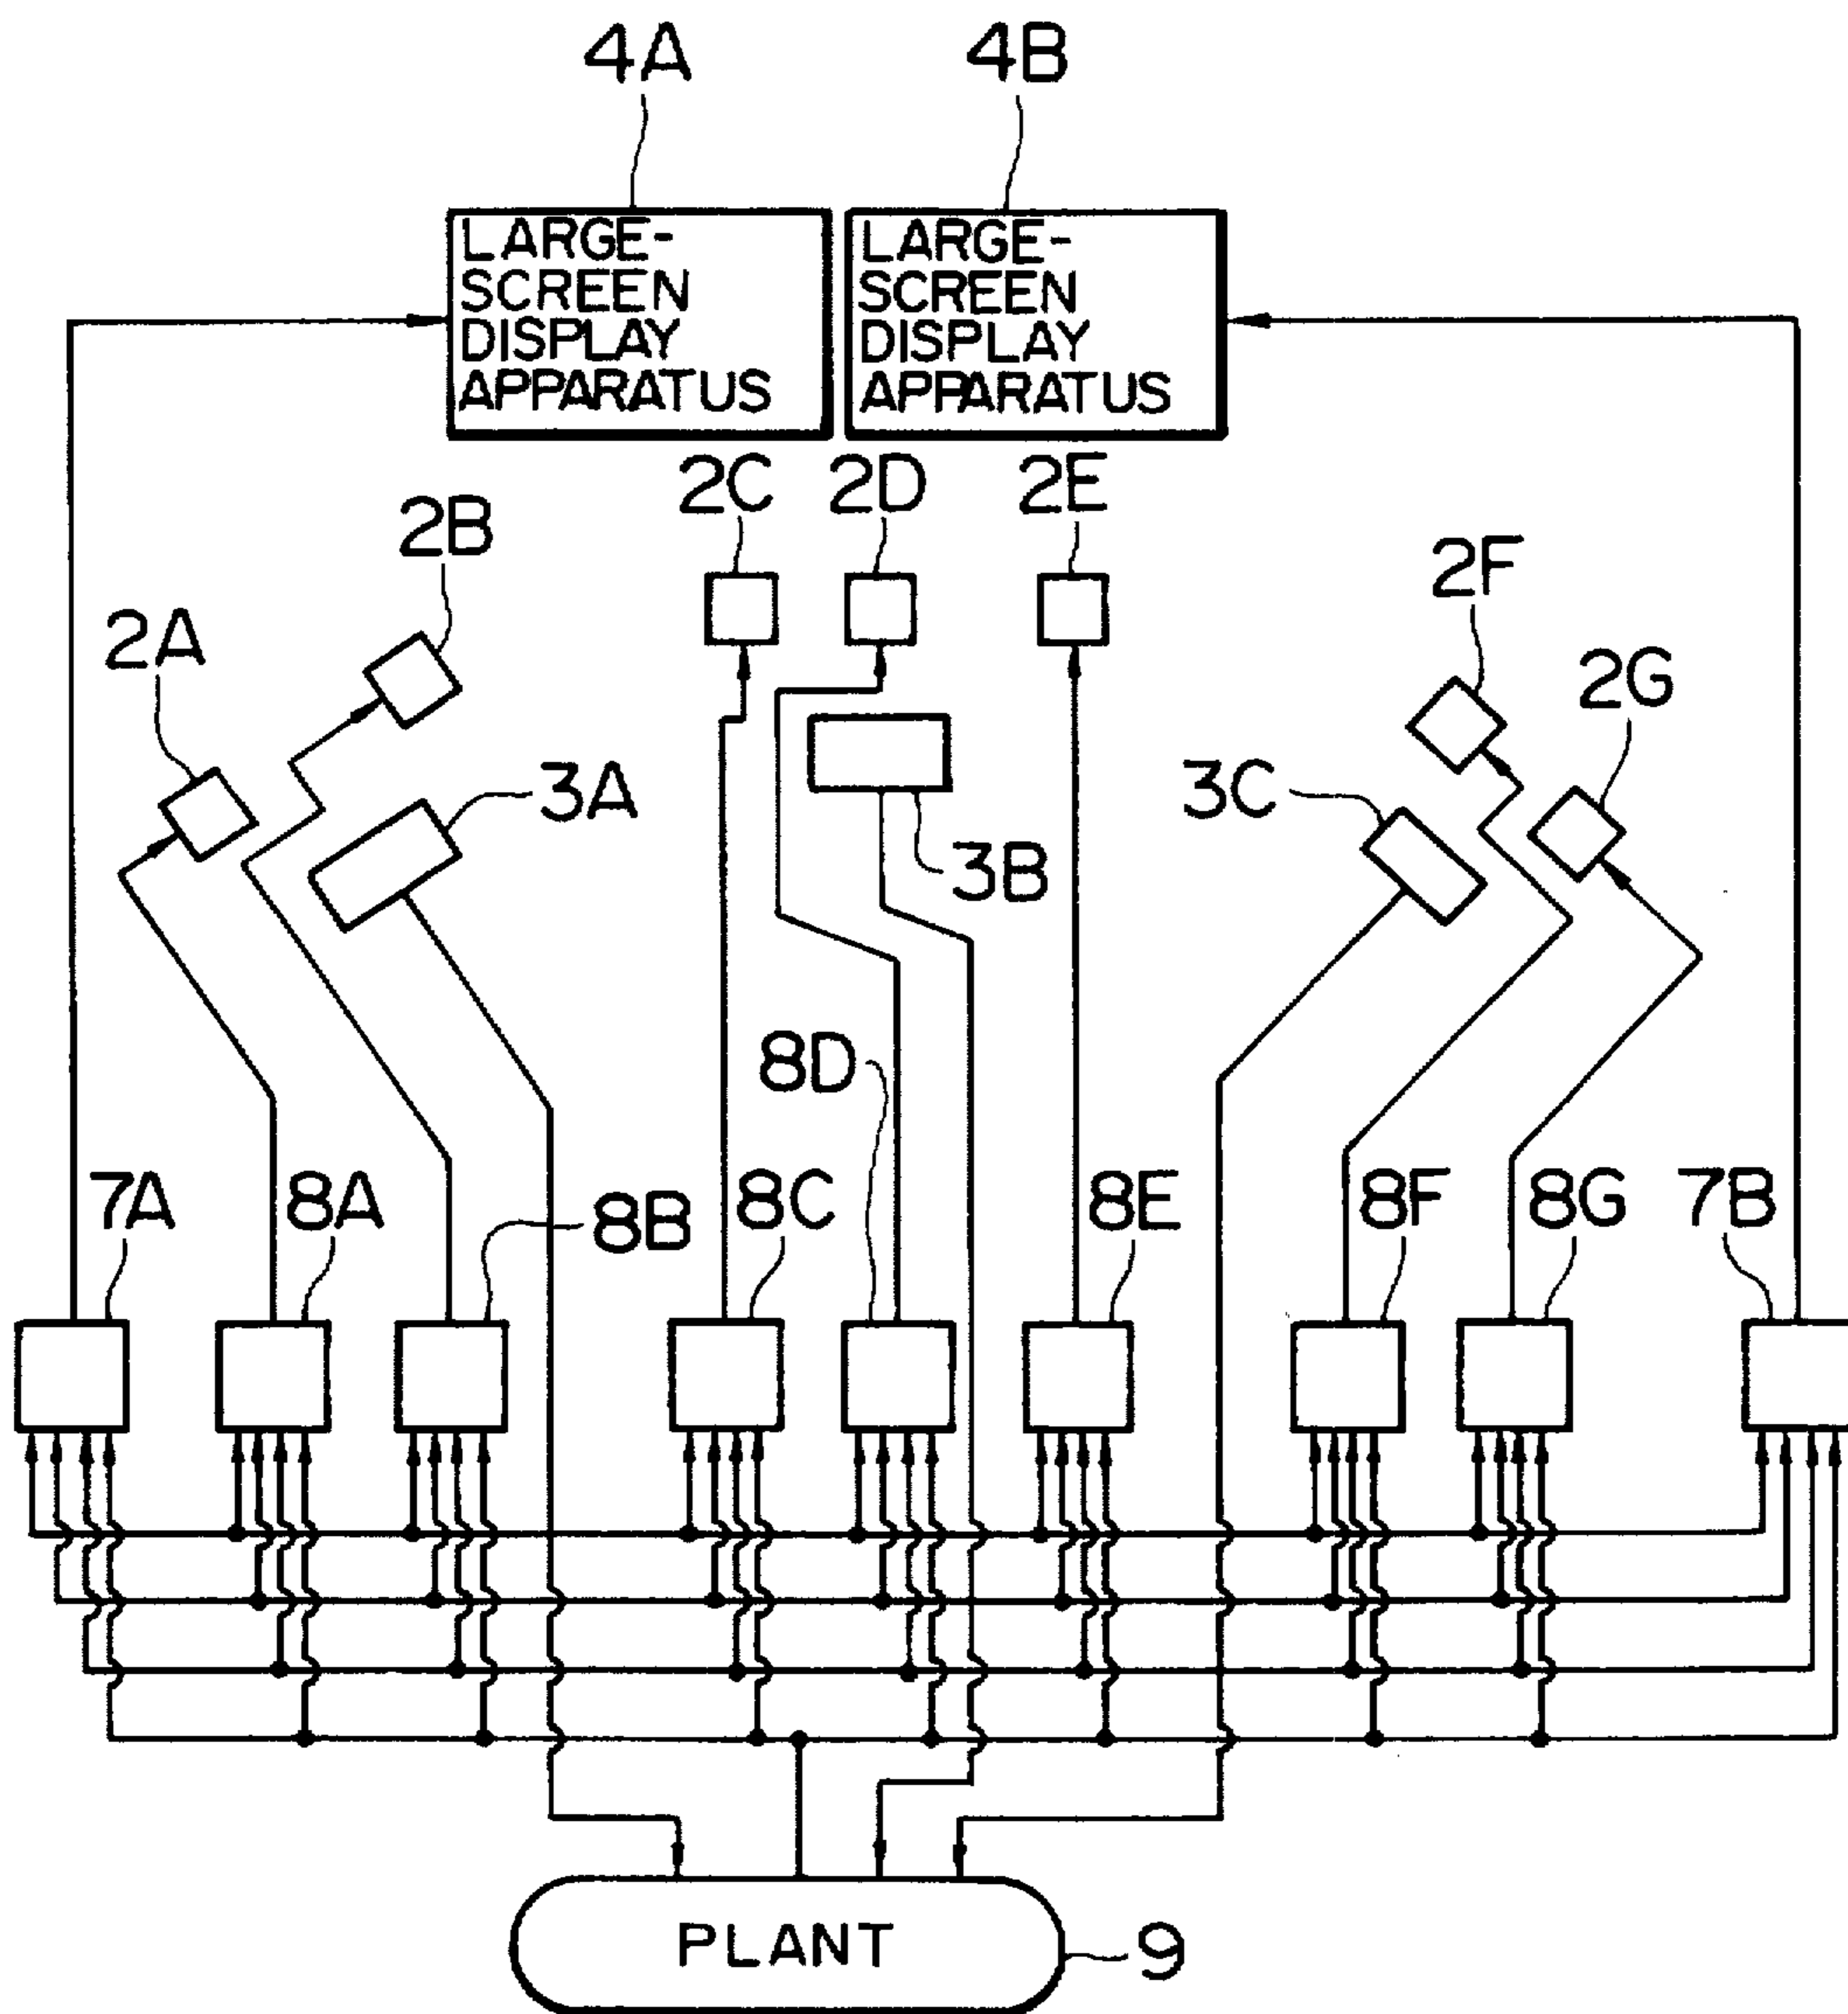 4A
4B
LARGE-
SCREEN
DISPLAY
APPARATUS
LARGE-
SCREEN
DISPLAY
APPARATUS
2C
2D
2E
2B
2F
2A
2G
3A
3C
3B
8D
7A
8A
8B
8C
8E
8F
8G
7B
PLANT
9